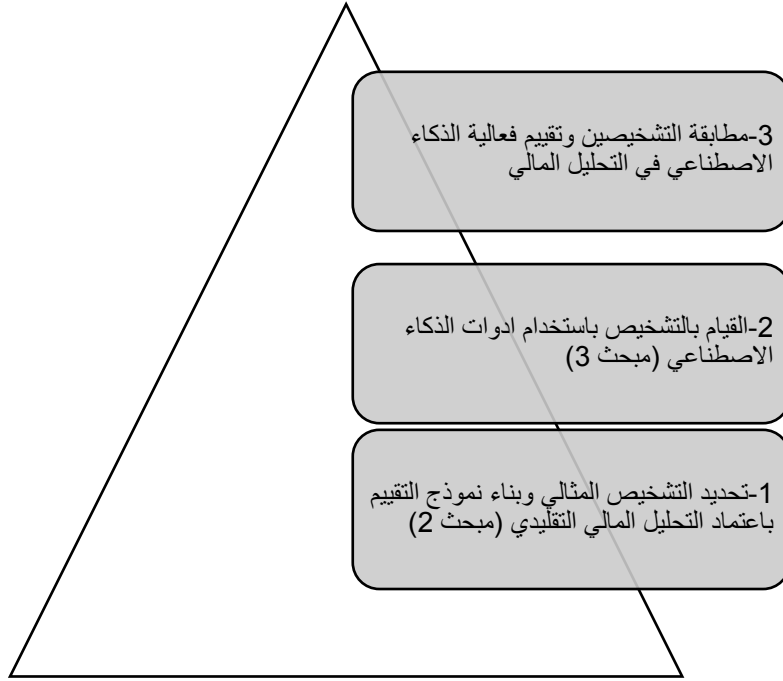 3-مطابقة التشخيصين وتقييم فعالية الذكاء
الاصطناعي في التحليل المالي
2-القيام بالتشخيص باستخدام ادوات الذكاء
الاصطناعي (مبحث 3)
1-تحديد التشخيص المثالي وبناء نموذج التقييم
باعتماد التحليل المالي التقليدي (مبحث 2)